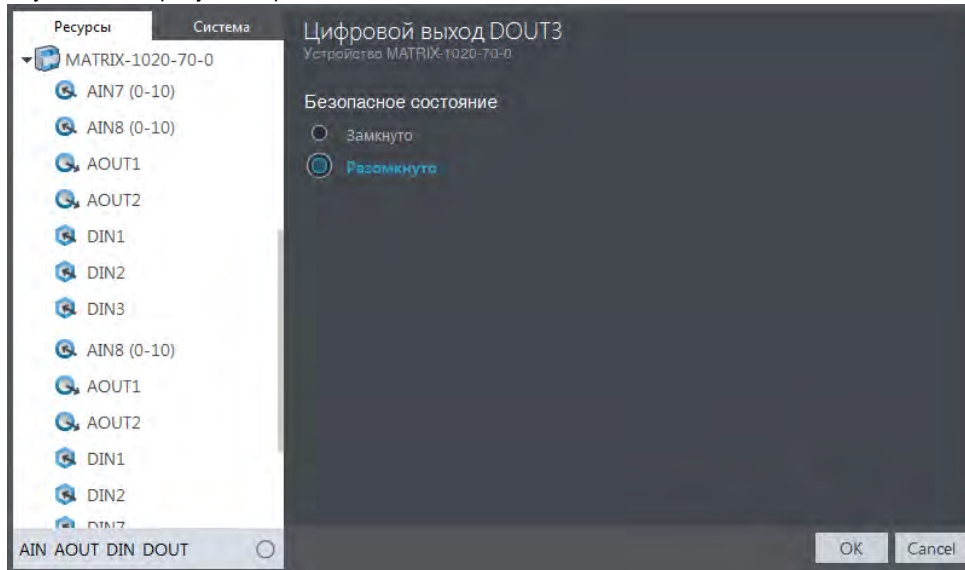 Ресурсы
Система
MATRIX-1020-70-0
AIN7 (0-10)
AIN8 (0-10)
AOUT1
AOUT2
DIN1
DIN2
DIN3
AIN8 (0-10)
AOUT1
AOUT2
DIN1
DIN2
DIN7
AIN AOUT DIN DOUT
Цифровой выход DOUT3
Устройство MATRIX-1020-70-0
Безопасное состояние
Замкнуто
Разомкнуто
OK
Cancel